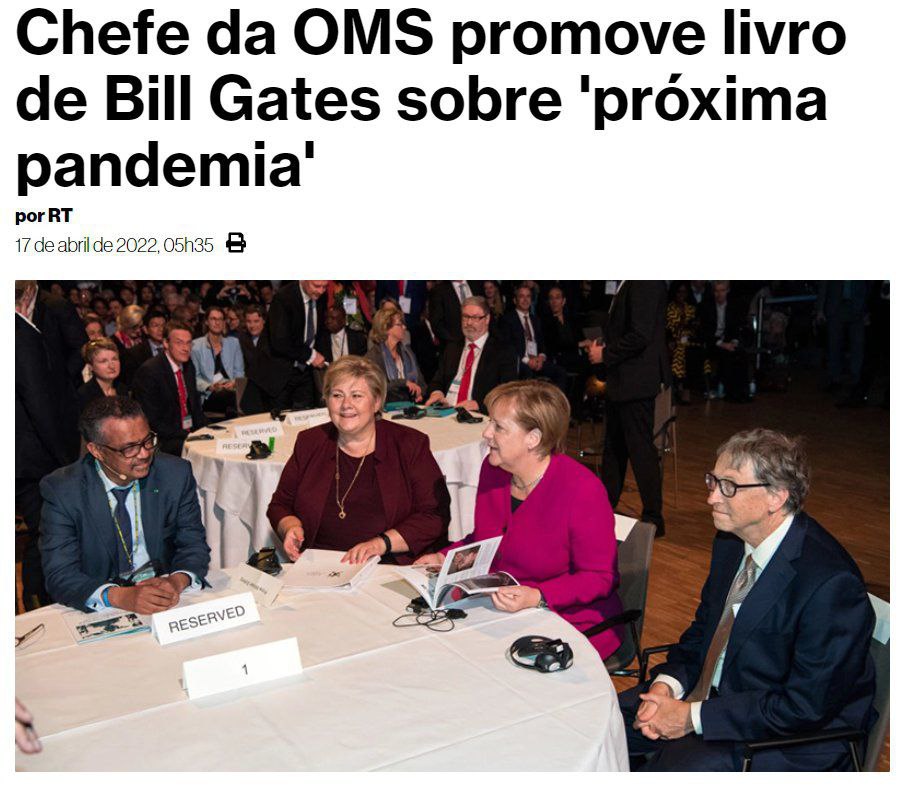 Chefe da OMS promove livro
de Bill Gates sobre 'próxima
pandemia'
por RT
17 de abril de 2022, 05h35
RESERVED
RESERVED
RESERVED
RESERVED
1